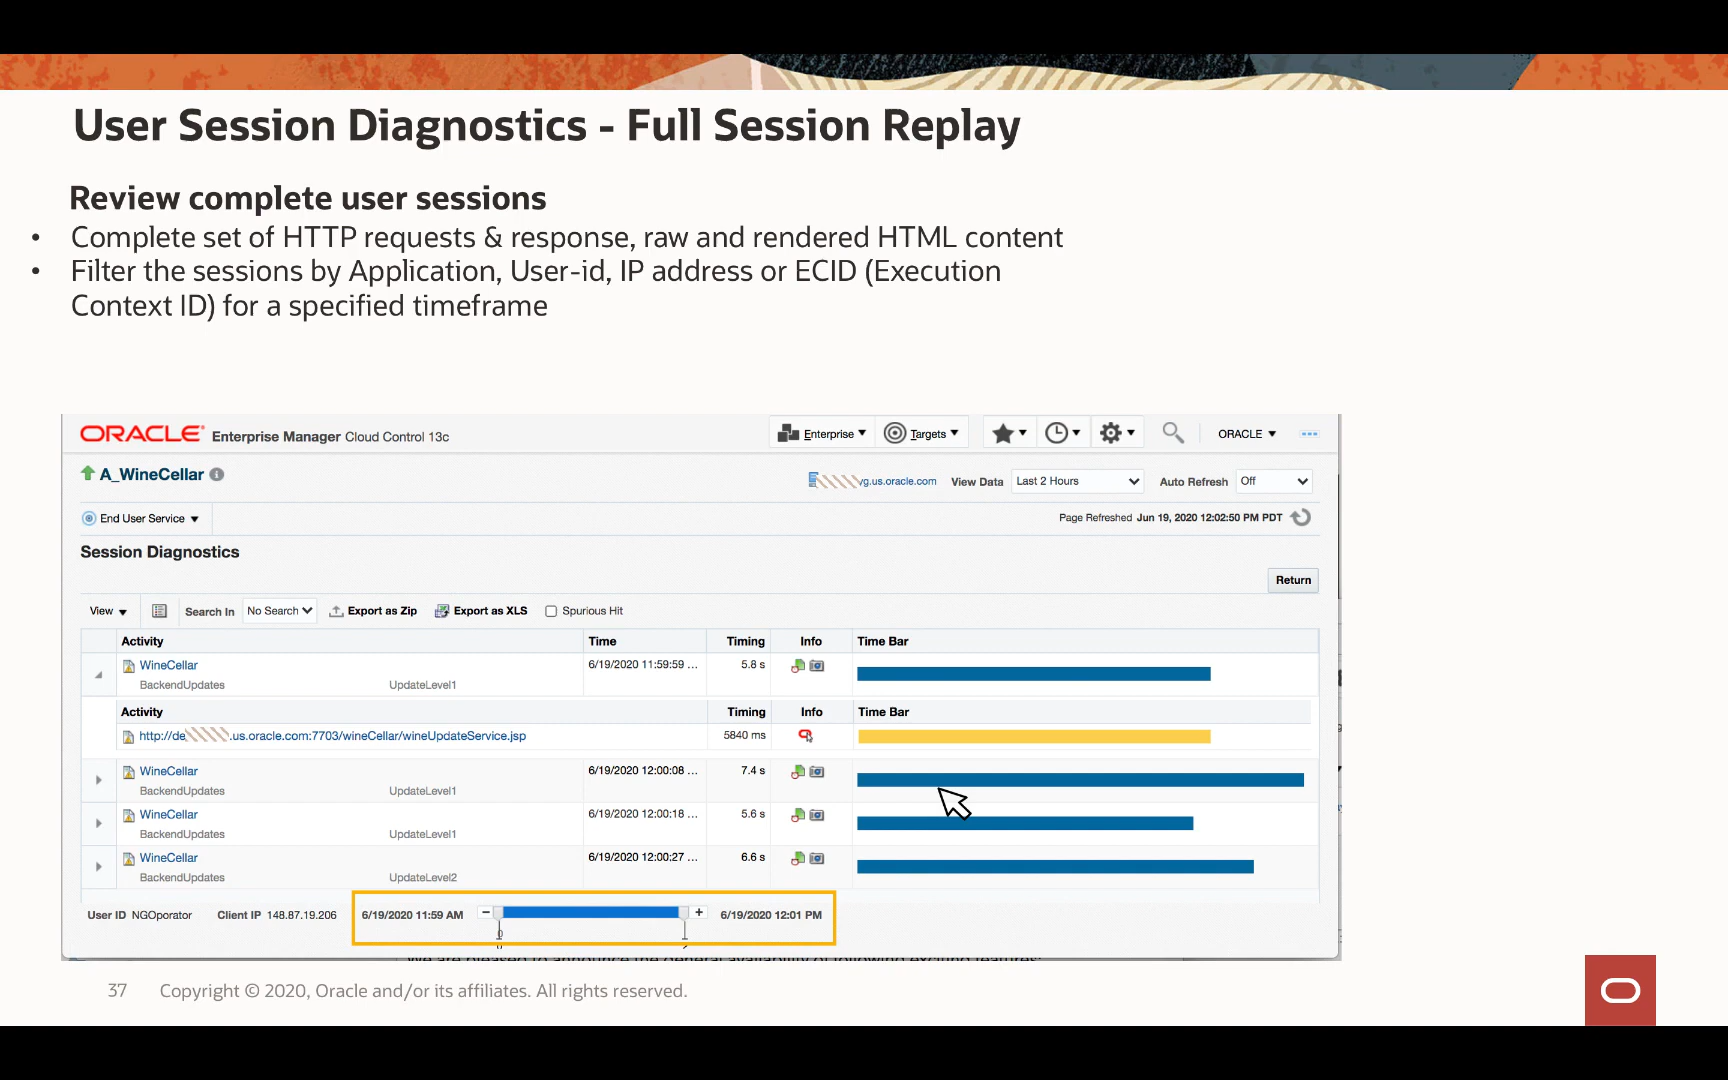 User Session Diagnostics - Full Session Replay
Review complete user sessions
• Complete set of HTTP requests & response, raw and rendered HTML content
• Filter the sessions by Application, User-id, IP address or ECID (Execution
Context ID) for a specified timeframe
ORACLE Enterprise Manager Cloud Control 13c Enterprise Targets ORACLE
A_WineCellar yg.us.oracle.com View Data Last 2 Hours Auto Refresh Off
End User Service Page Refreshed Jun 19, 2020 12:02:50 PM PDT
Session Diagnostics
Return
View Search In No Search Export as Zip Export as XLS Spurious Hit
Activity Time Timing Info Time Bar
WineCellar 6/19/2020 11:59:59 ... 5.8 s
BackendUpdates UpdateLevel1
Activity Timing Info Time Bar
http://de .us.oracle.com:7703/wineCellar/wineUpdateService.jsp 5840 ms
WineCellar 6/19/2020 12:00:08 ... 7.4 s
BackendUpdates UpdateLevel1
WineCellar 6/19/2020 12:00:18 ... 5.6 s
BackendUpdates UpdateLevel1
WineCellar 6/19/2020 12:00:27 ... 6.6 s
BackendUpdates UpdateLevel2
User ID NGOporator Client IP 148.87.19.206 6/19/2020 11:59 AM − + 6/19/2020 12:01 PM
37 Copyright © 2020, Oracle and/or its affiliates. All rights reserved.